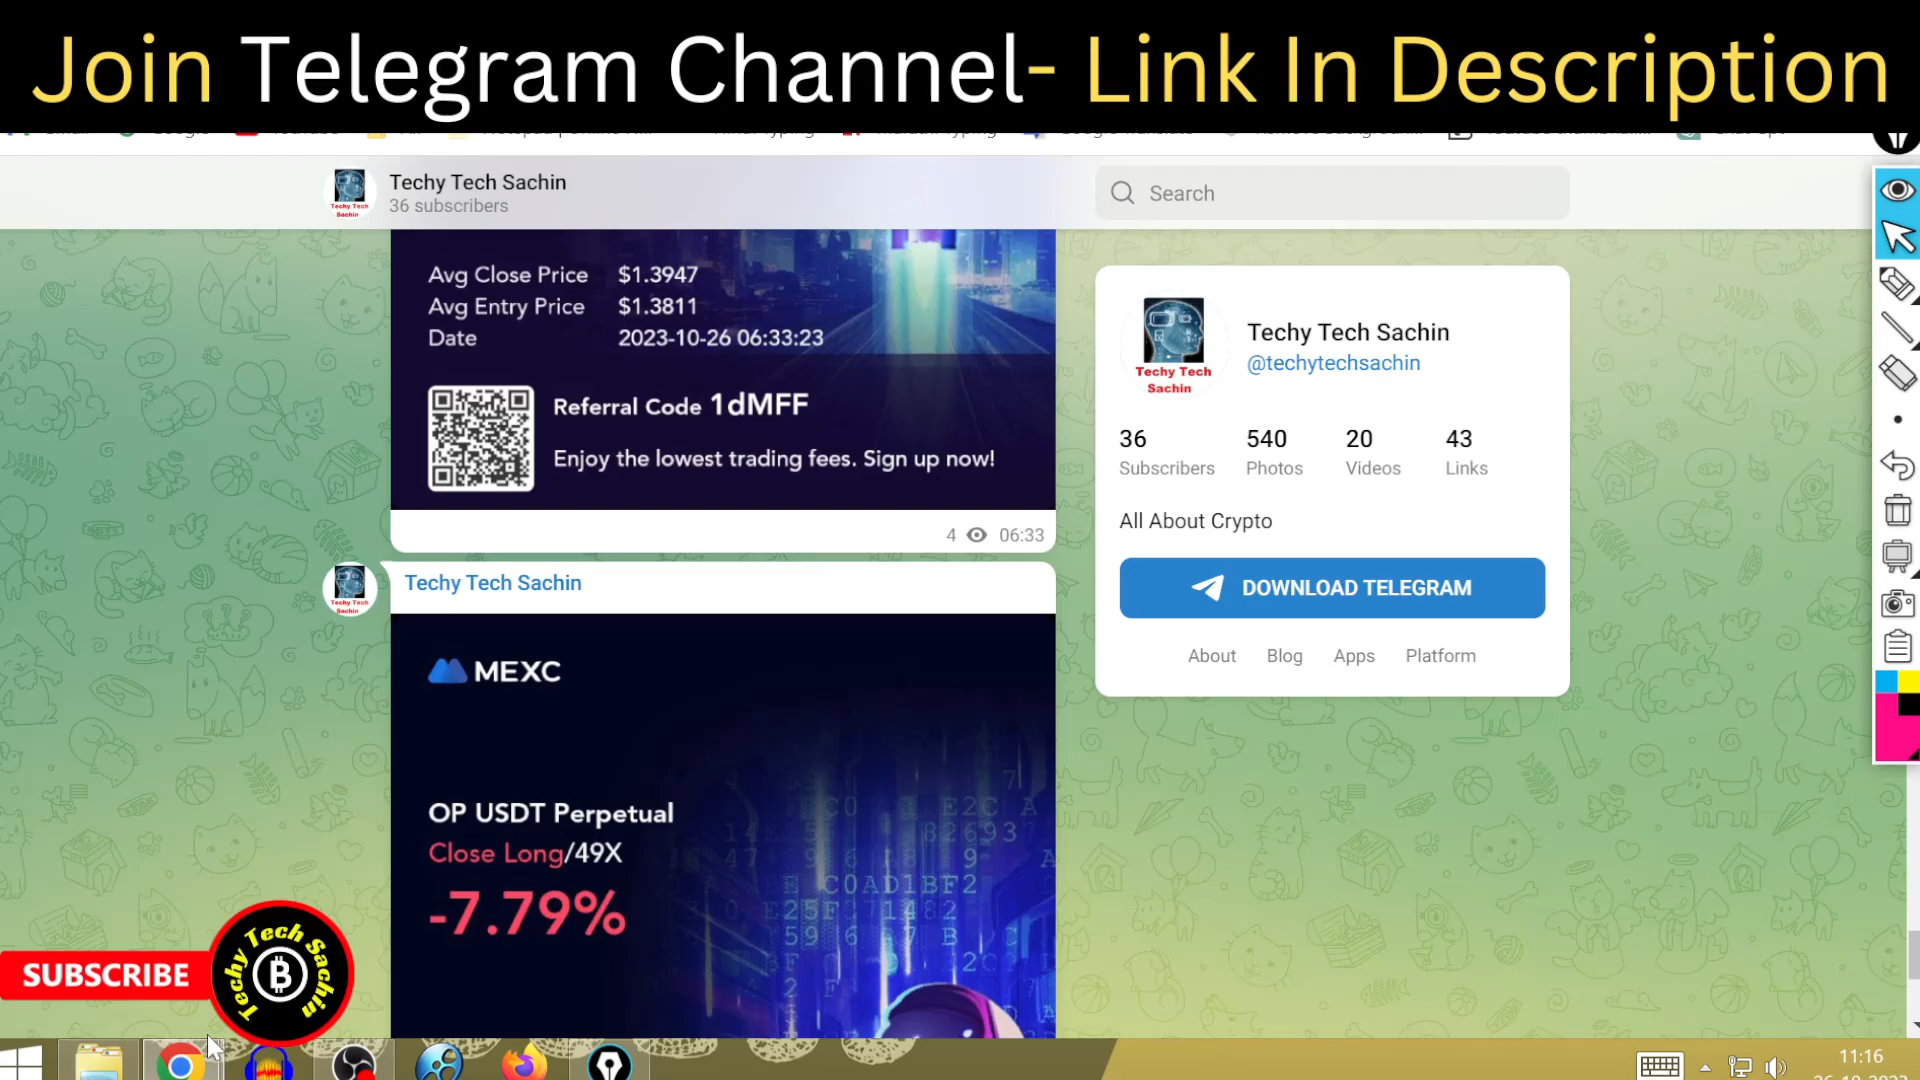 Join Telegram Channel- Link In Description
Techy Tech Sachin
36 subscribers
Search
Avg Close Price $1.3947
Avg Entry Price $1.3811
Date 2023-10-26 06:33:23
Referral Code 1dMFF
Enjoy the lowest trading fees. Sign up now!
4 06:33
Techy Tech Sachin
MEXC
OP USDT Perpetual
Close Long/49X
-7.79%
Techy Tech Sachin
@techytechsachin
Techy Tech
Sachin
36 540 20 43
Subscribers Photos Videos Links
All About Crypto
DOWNLOAD TELEGRAM
About Blog Apps Platform
SUBSCRIBE
Techy Tech Sachin
11:16